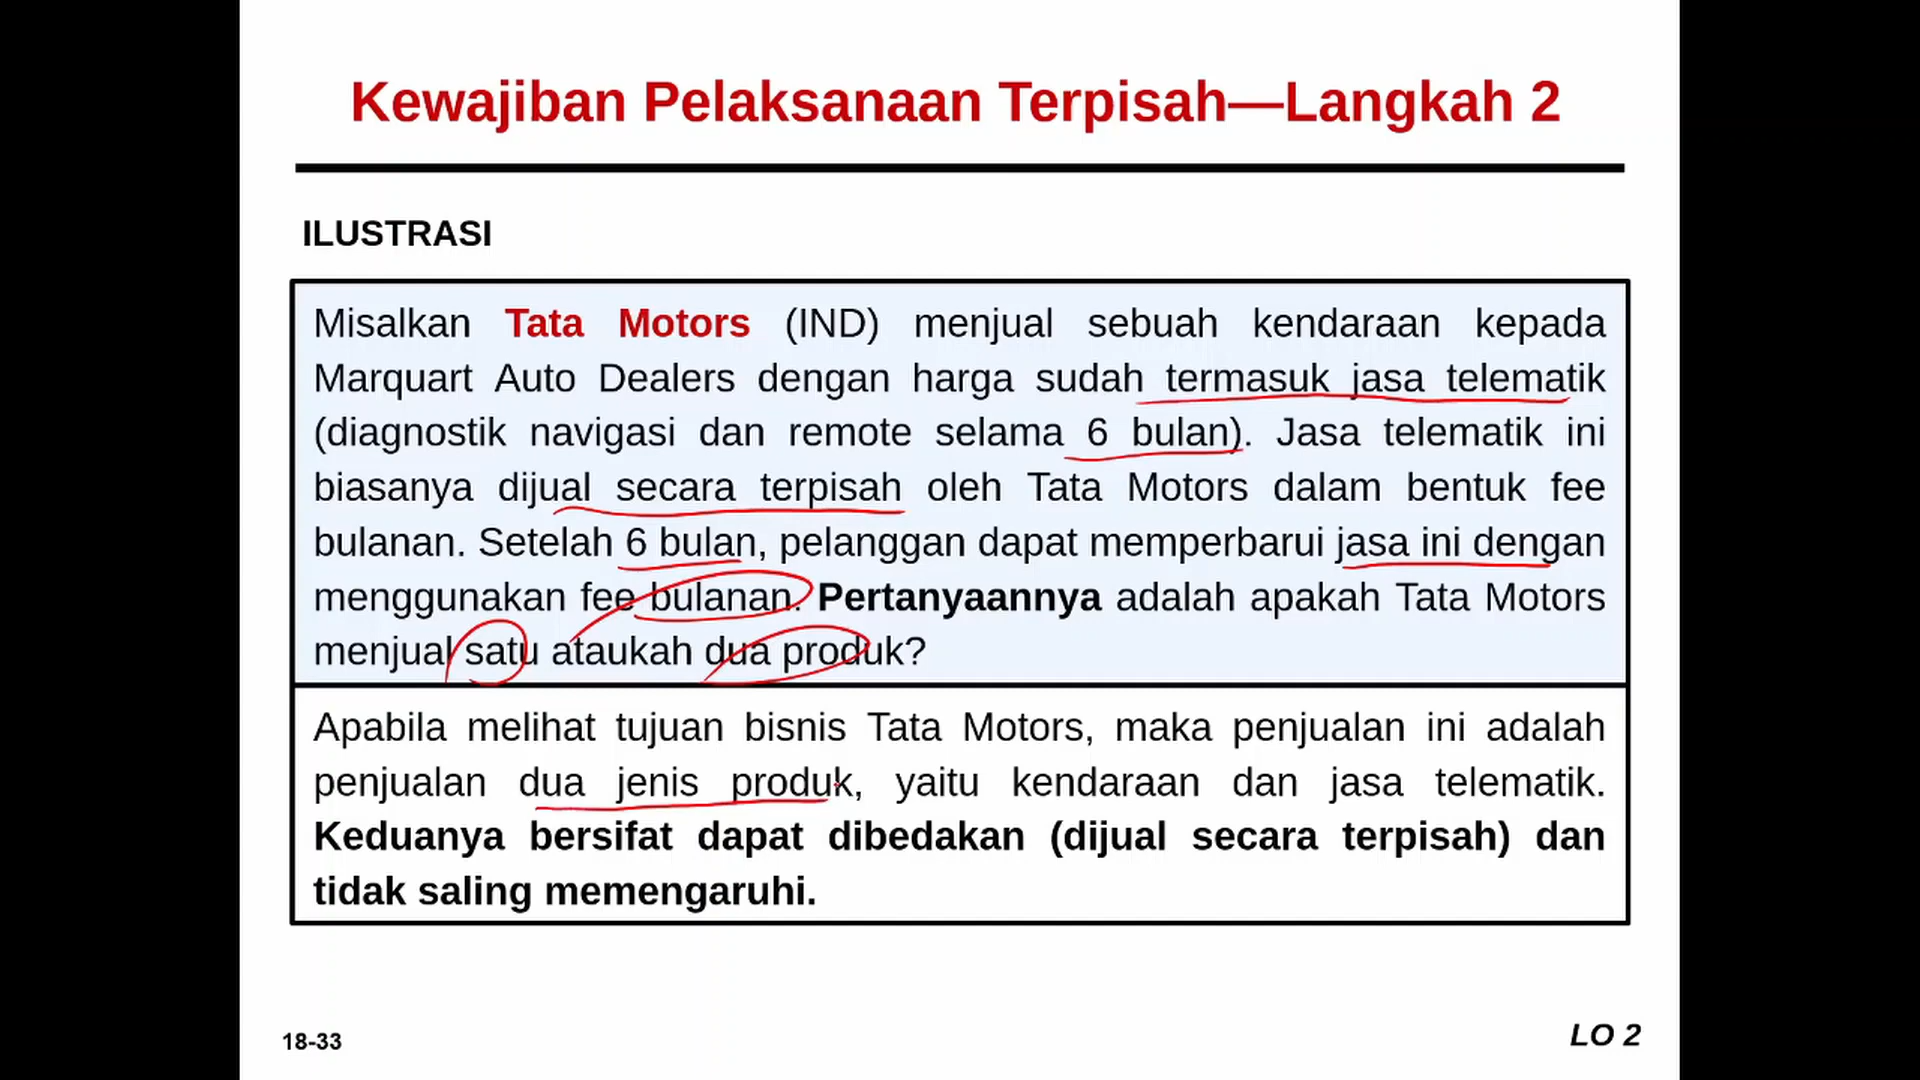 Kewajiban Pelaksanaan Terpisah—Langkah 2
ILUSTRASI
Misalkan Tata Motors (IND) menjual sebuah kendaraan kepada
Marquart Auto Dealers dengan harga sudah termasuk jasa telematik
(diagnostik navigasi dan remote selama 6 bulan). Jasa telematik ini
biasanya dijual secara terpisah oleh Tata Motors dalam bentuk fee
bulanan. Setelah 6 bulan, pelanggan dapat memperbarui jasa ini dengan
menggunakan fee bulanan. Pertanyaannya adalah apakah Tata Motors
menjual satu ataukah dua produk?
Apabila melihat tujuan bisnis Tata Motors, maka penjualan ini adalah
penjualan dua jenis produk, yaitu kendaraan dan jasa telematik.
Keduanya bersifat dapat dibedakan (dijual secara terpisah) dan
tidak saling memengaruhi.
18-33
LO 2